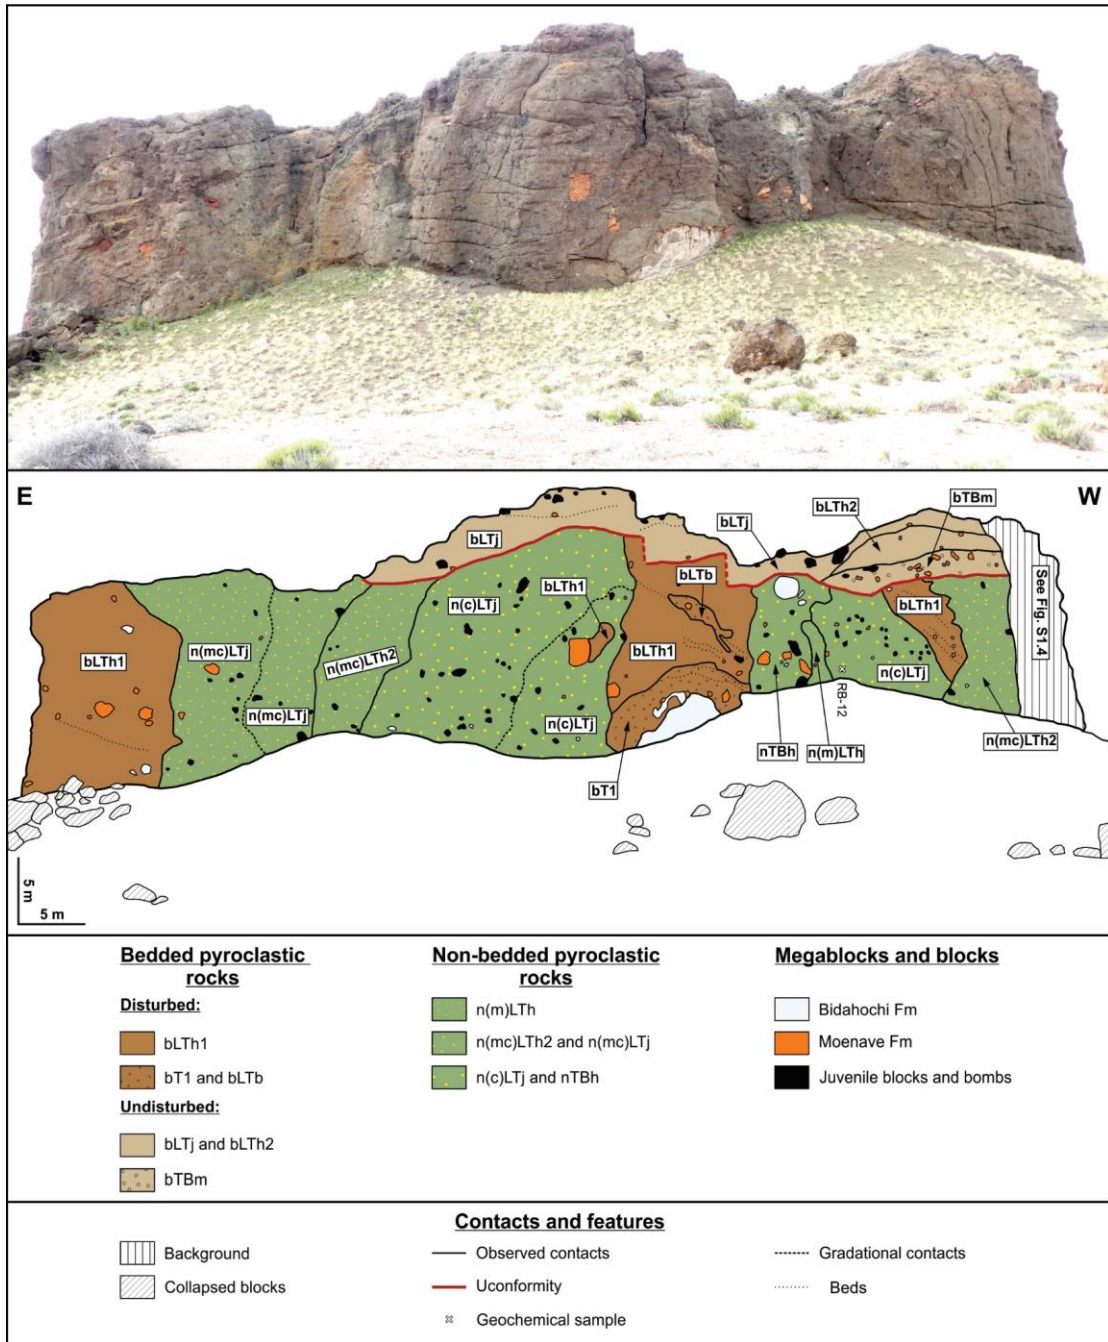 E
W
bLTh2
bTBm
bLTj
bLTj
bLTb
bLTh1
n(c)LTj
bLTh1
See Fig. S1.4
n(mc)LTj
n(mc)LTh2
bLTh1
bLTh1
n(c)LTj
n(mc)LTj
n(c)LTj
RB-12
nTBh
n(m)LTh
n(mc)LTh2
bT1
5 m
5 m
Bedded pyroclastic
rocks
Disturbed:
bLTh1
bT1 and bLTb
Undisturbed:
bLTj and bLTh2
bTBm
Non-bedded pyroclastic
rocks
n(m)LTh
n(mc)LTh2 and n(mc)LTj
n(c)LTj and nTBh
Megablocks and blocks
Bidahochi Fm
Moenave Fm
Juvenile blocks and bombs
Contacts and features
Background
Collapsed blocks
Observed contacts
Uconformity
Geochemical sample
Gradational contacts
Beds